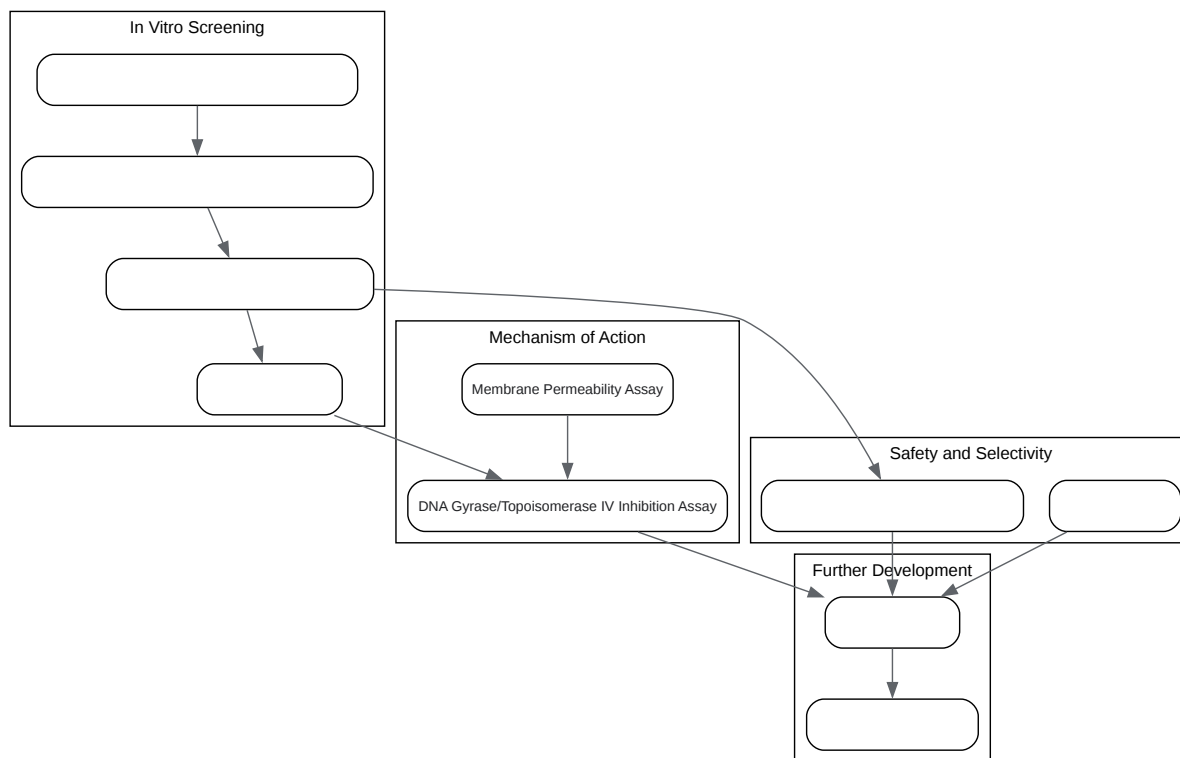 In Vitro Screening
Mechanism of Action
Membrane Permeability Assay
DNA Gyrase/Topoisomerase IV Inhibition Assay
Safety and Selectivity
Further Development